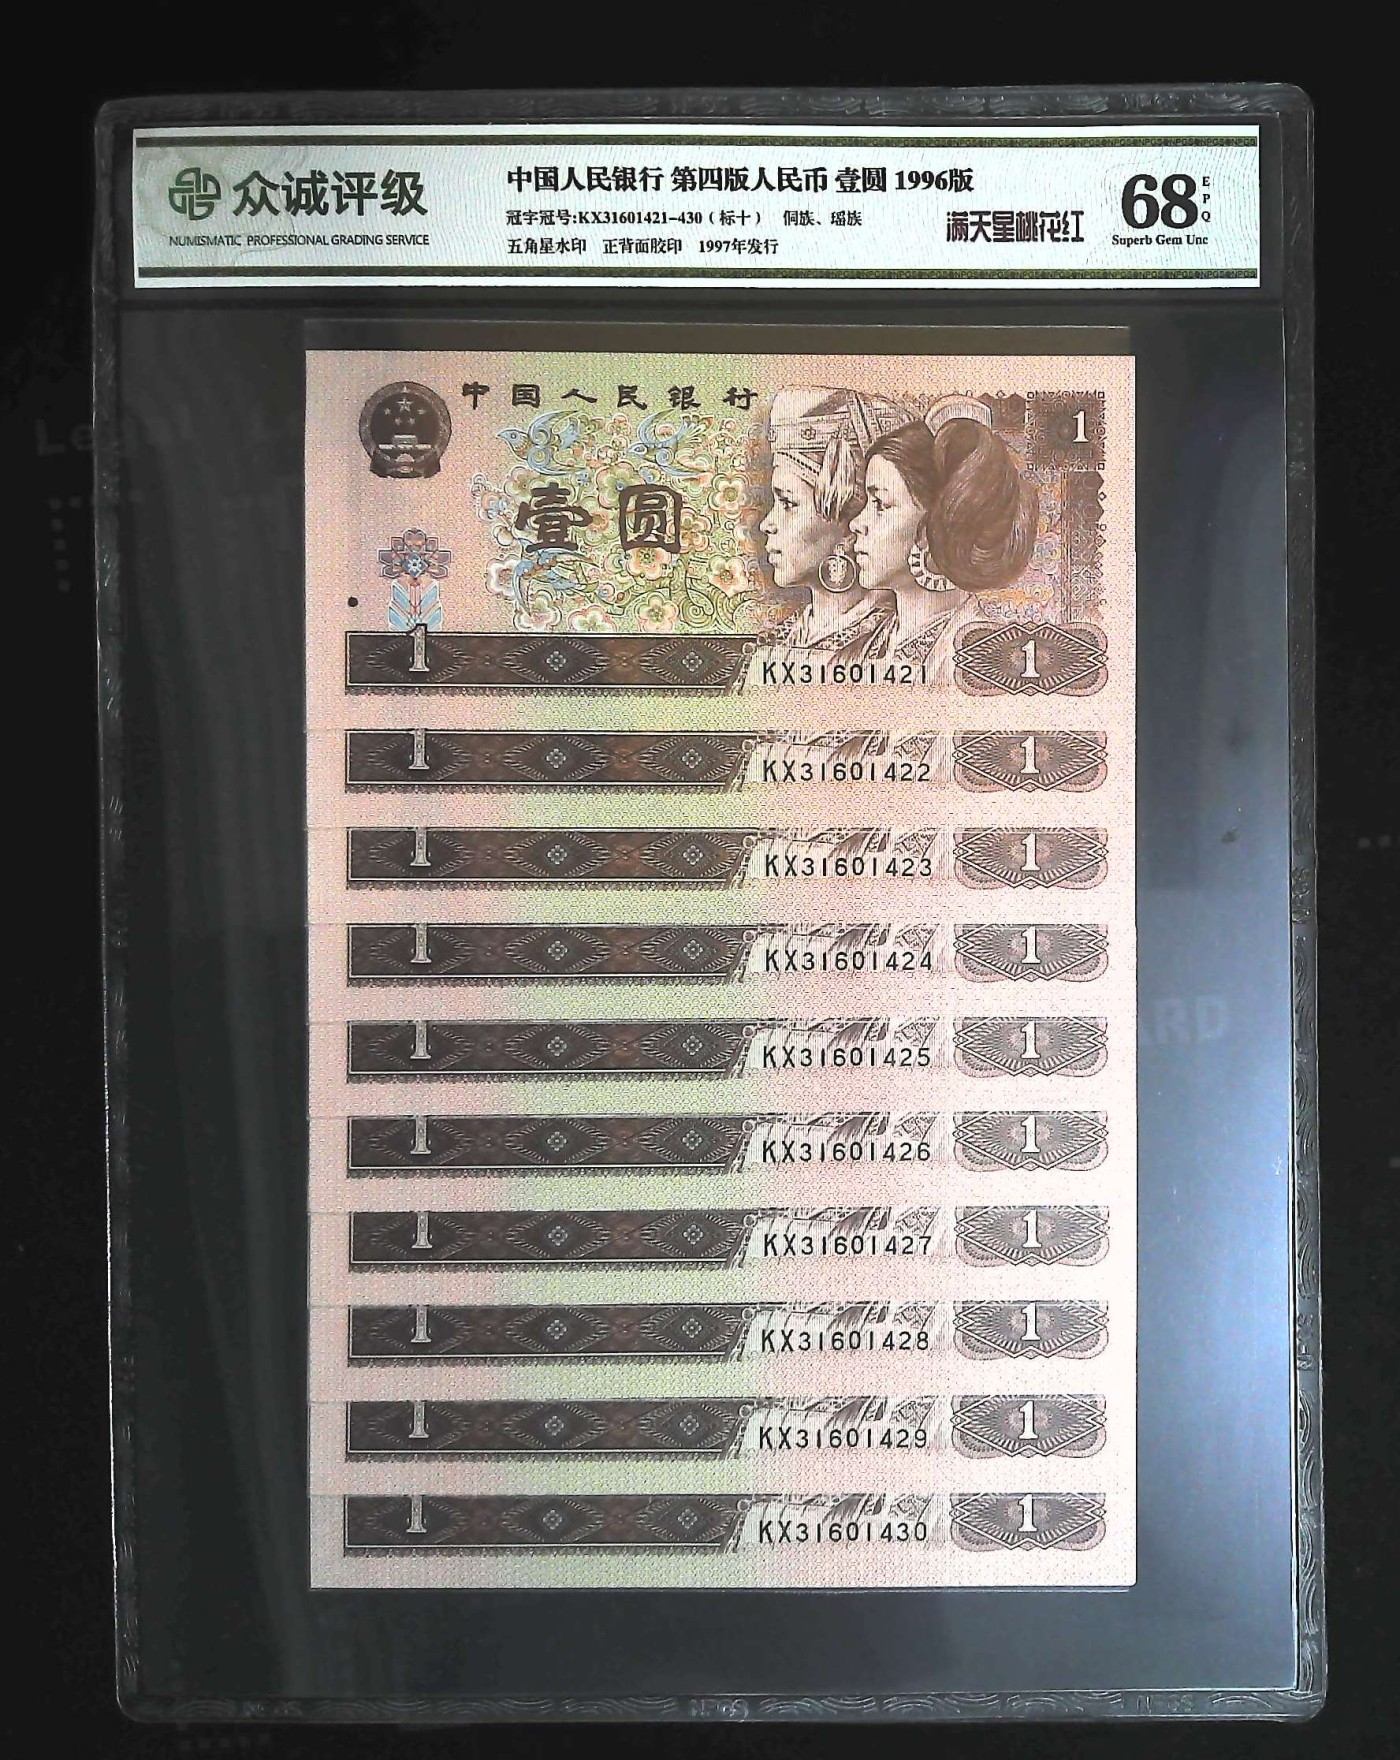 众诚评级
NUMISMATIC PROFESSIONAL GRADING SERVICE
中国人民银行 第四版人民币 壹圆 1996版
冠字冠号:KX31601421-430（标十） 侗族、瑶族
五角星水印 正背面胶印 1997年发行
满天星桃花红
68 EPQ
Superb Gem Unc
中国人民银行
1
壹圆
1 KX31601421 1
1 KX31601422 1
1 KX31601423 1
1 KX31601424 1
1 KX31601425 1
1 KX31601426 1
1 KX31601427 1
1 KX31601428 1
1 KX31601429 1
1 KX31601430 1